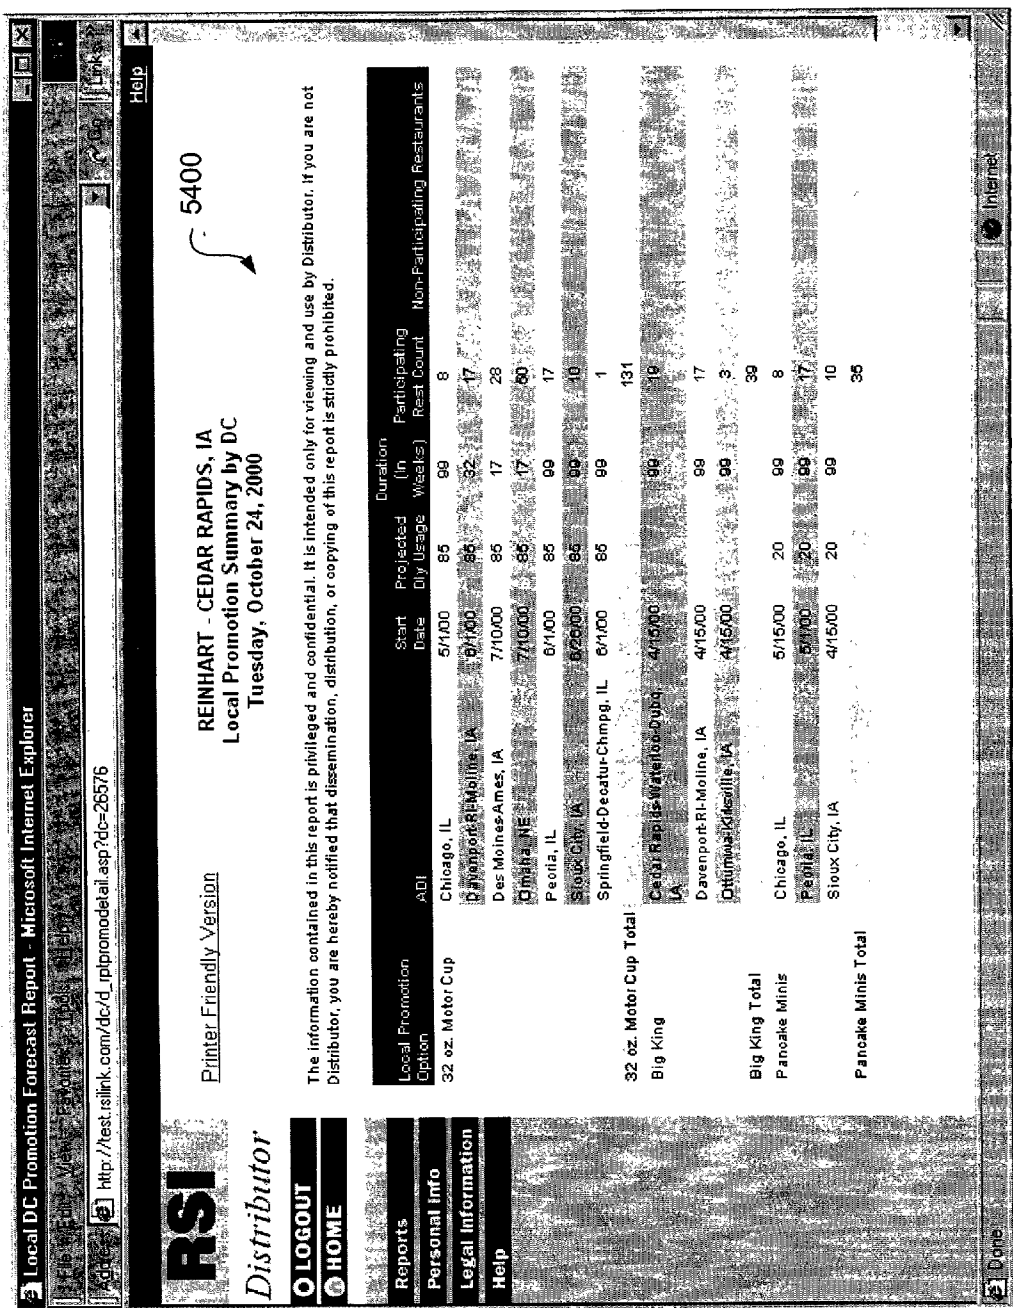 Local DC Promotion Forecast Report - Microsoft Internet Explorer
File Edit View Favorites Tools Help
Address http://test.rsilink.com/dc/d_rptpromodetail.asp?dc=26576 Go Links »
Help
RSI
Distributor
LOGOUT
HOME
Reports
Personal Info
Legal Information
Help
Printer Friendly Version
REINHART - CEDAR RAPIDS, IA
Local Promotion Summary by DC
Tuesday, October 24, 2000
5400
The information contained in this report is privileged and confidential. It is intended only for viewing and use by Distributor. If you are not
Distributor, you are hereby notified that dissemination, distribution, or copying of this report is strictly prohibited.
Local Promotion Option ADI Start Date Projected Dly Usage Duration (In Weeks) Participating Rest Count Non-Participating Restaurants
32 oz. Motor Cup Chicago, IL 5/1/00 85 99 8
Davenport-RI-Moline, IA 6/1/00 85 32 17
Des Moines-Ames, IA 7/10/00 85 17 28
Omaha, NE 7/10/00 85 17 50
Peoria, IL 6/1/00 85 99 17
Sioux City, IA 6/26/00 85 99 10
Springfield-Decatur-Chmpg, IL 6/1/00 85 99 1
32 oz. Motor Cup Total 131
Big King Cedar Rapids-Waterloo-Dubq, IA 4/15/00 99 19
Davenport-RI-Moline, IA 4/15/00 99 17
Ottumwa-Kirksville, IA 4/15/00 99 3
Big King Total 39
Pancake Minis Chicago, IL 5/15/00 20 99 8
Peoria, IL 5/1/00 20 99 17
Sioux City, IA 4/15/00 20 99 10
Pancake Minis Total 35
Done Internet